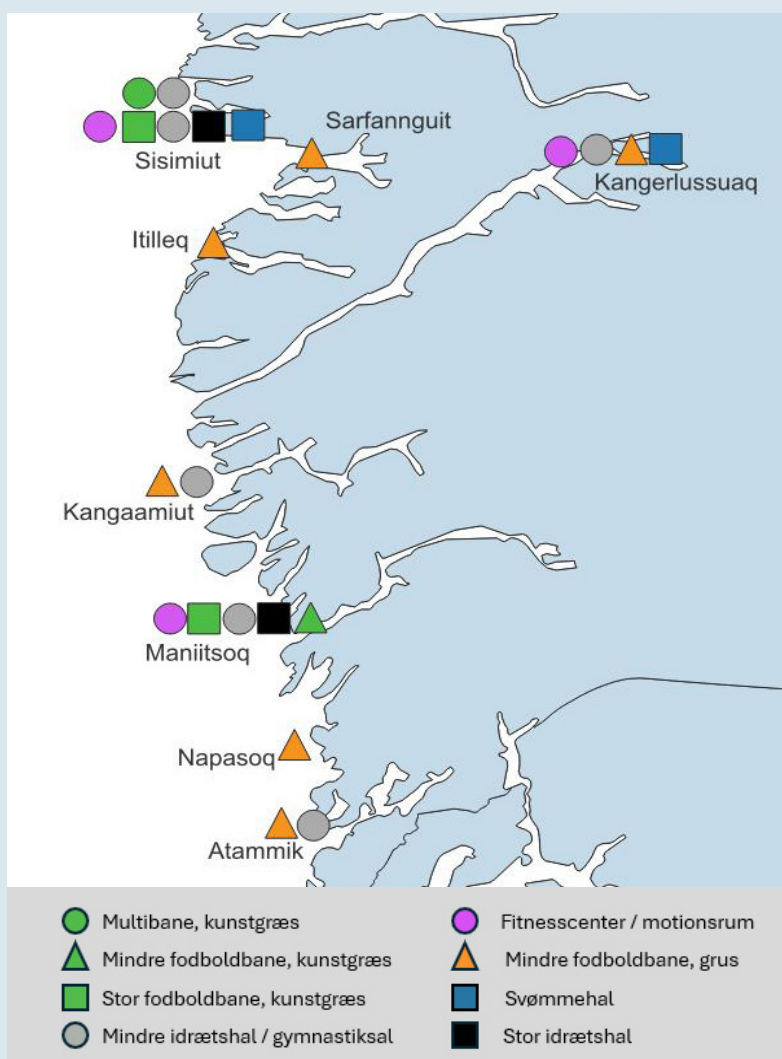 Sarfannguit
Sisimiut
Kangerlussuaq
Itilleq
Kangaamiut
Maniitsoq
Napasoq
Atammik
Multibane, kunstgræs
Mindre fodboldbane, kunstgræs
Stor fodboldbane, kunstgræs
Mindre idrætshal / gymnastiksal
Fitnesscenter / motionsrum
Mindre fodboldbane, grus
Svømmehal
Stor idrætshal